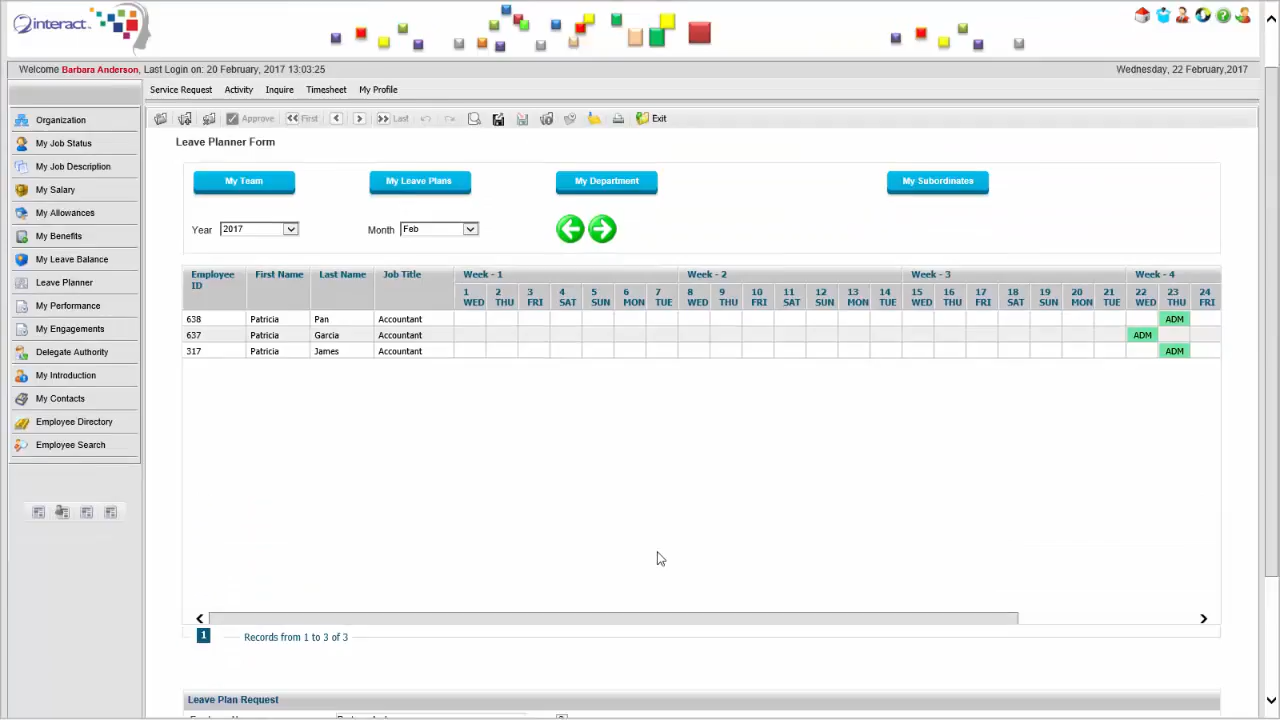 interact
Welcome Barbara Anderson, Last Login on: 20 February, 2017 13:03:25
Wednesday, 22 February,2017
Service Request Activity Inquire Timesheet My Profile
Approve First Last Exit
Organization
My Job Status
My Job Description
My Salary
My Allowances
My Benefits
My Leave Balance
Leave Planner
My Performance
My Engagements
Delegate Authority
My Introduction
My Contacts
Employee Directory
Employee Search
Leave Planner Form
My Team My Leave Plans My Department My Subordinates
Year 2017 Month Feb
Employee ID First Name Last Name Job Title Week - 1 Week - 2 Week - 3 Week - 4
1 2 3 4 5 6 7 8 9 10 11 12 13 14 15 16 17 18 19 20 21 22 23 24
WED THU FRI SAT SUN MON TUE WED THU FRI SAT SUN MON TUE WED THU FRI SAT SUN MON TUE WED THU FRI
638 Patricia Pan Accountant ADM
637 Patricia Garcia Accountant ADM
317 Patricia James Accountant ADM
1 Records from 1 to 3 of 3
Leave Plan Request